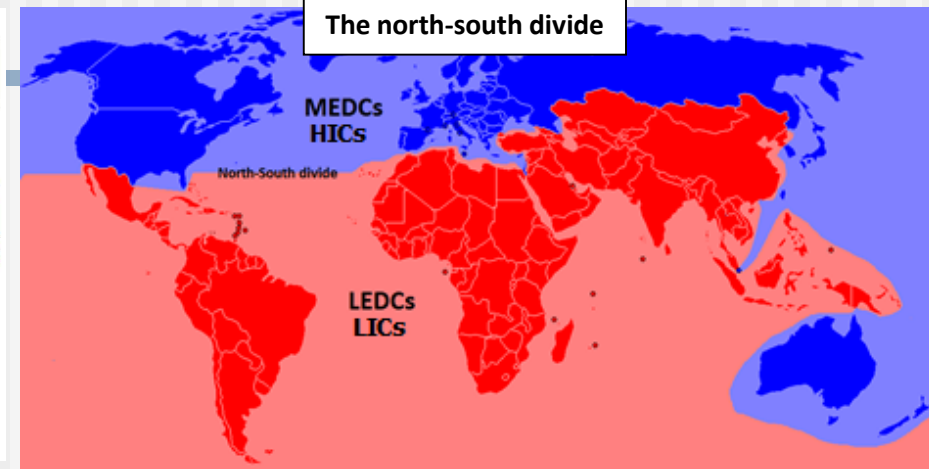 The north-south divide
MEDCs
HICs
North-South divide
LEDCs
LICs